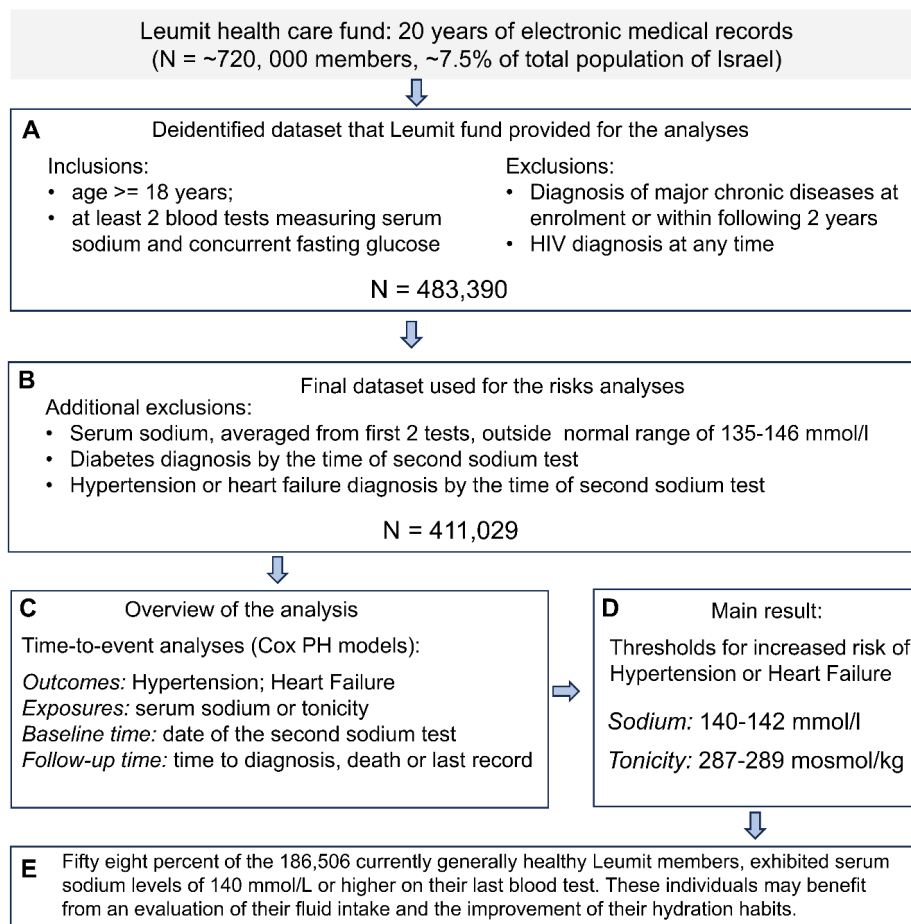 Leumit health care fund: 20 years of electronic medical records
(N = ~720, 000 members, ~7.5% of total population of Israel)
A
Deidentified dataset that Leumit fund provided for the analyses
Inclusions:
• age >= 18 years;
• at least 2 blood tests measuring serum
sodium and concurrent fasting glucose
Exclusions:
• Diagnosis of major chronic diseases at
enrolment or within following 2 years
• HIV diagnosis at any time
N = 483,390
B
Final dataset used for the risks analyses
Additional exclusions:
• Serum sodium, averaged from first 2 tests, outside normal range of 135-146 mmol/l
• Diabetes diagnosis by the time of second sodium test
• Hypertension or heart failure diagnosis by the time of second sodium test
N = 411,029
C
Overview of the analysis
Time-to-event analyses (Cox PH models):
Outcomes: Hypertension; Heart Failure
Exposures: serum sodium or tonicity
Baseline time: date of the second sodium test
Follow-up time: time to diagnosis, death or last record
D
Main result:
Thresholds for increased risk of
Hypertension or Heart Failure
Sodium: 140-142 mmol/l
Tonicity: 287-289 mosmol/kg
E
Fifty eight percent of the 186,506 currently generally healthy Leumit members, exhibited serum
sodium levels of 140 mmol/L or higher on their last blood test. These individuals may benefit
from an evaluation of their fluid intake and the improvement of their hydration habits.